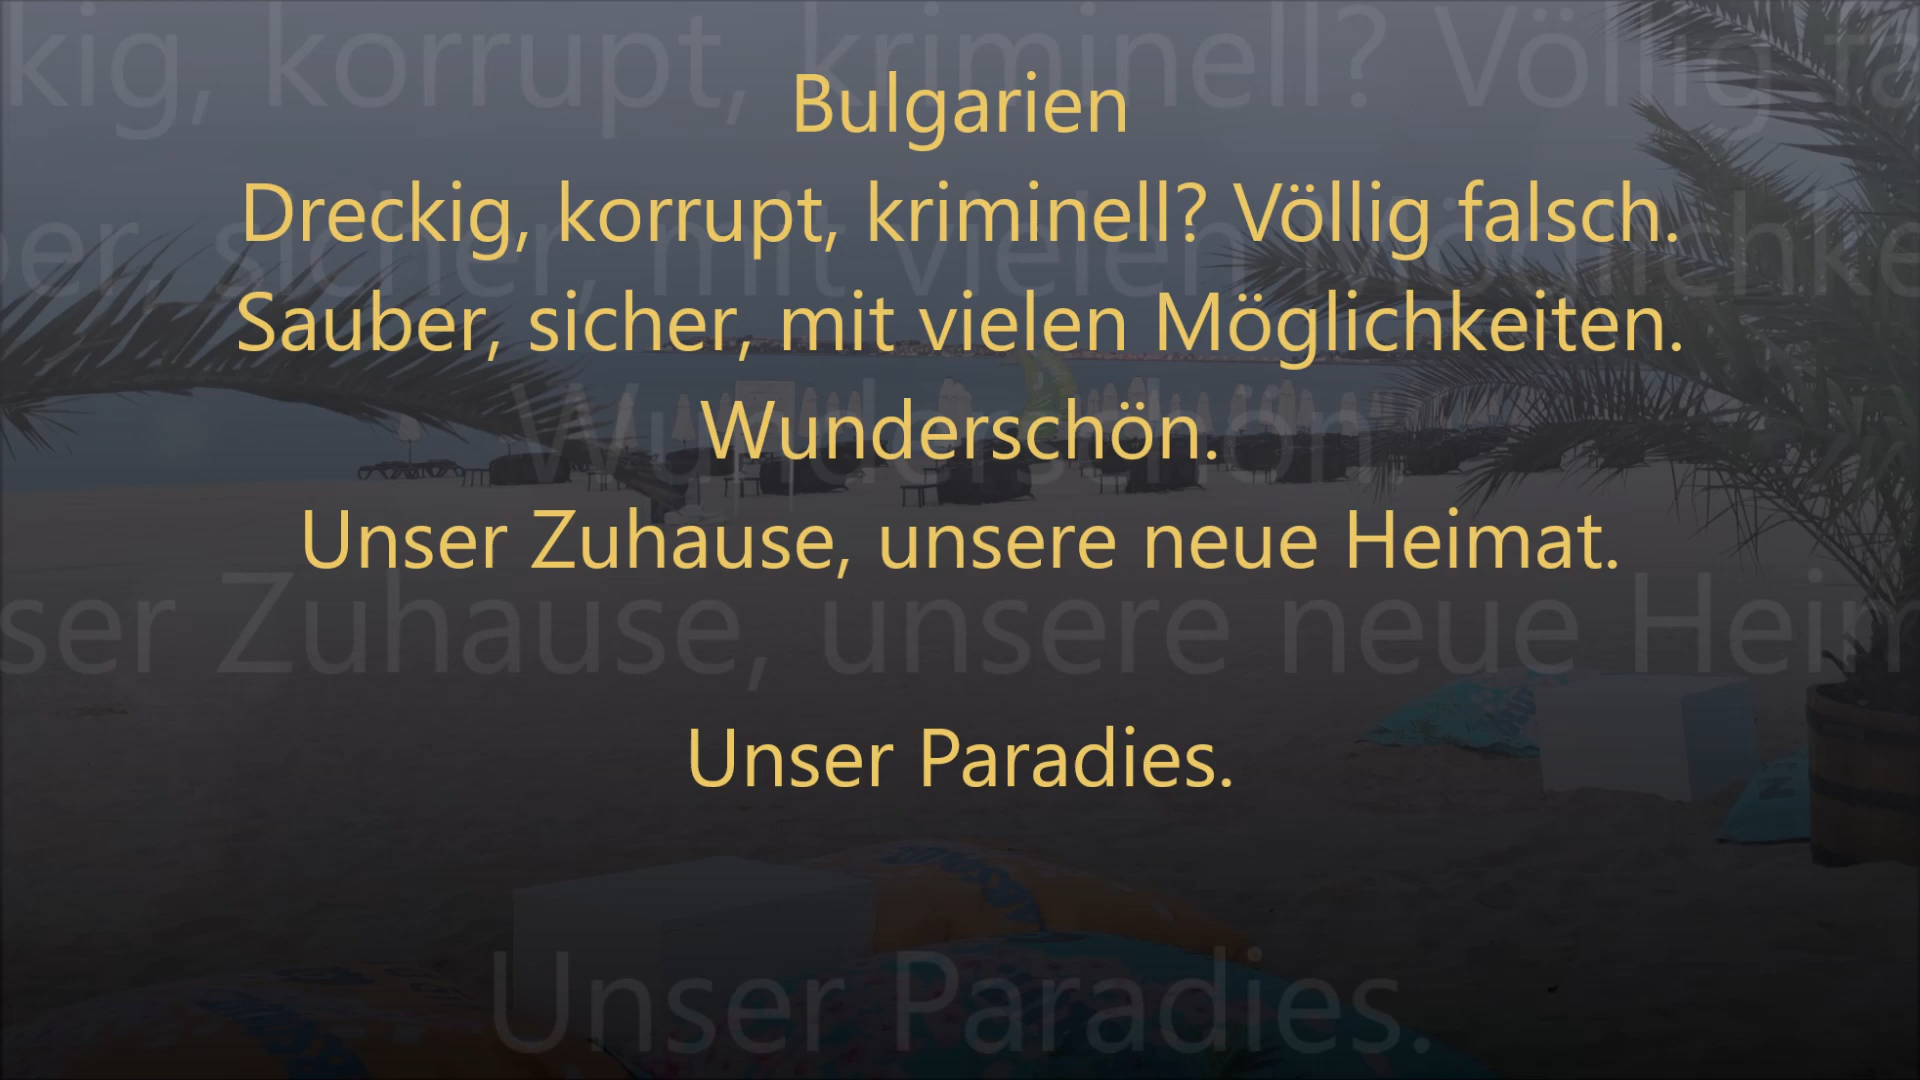 Bulgarien
Dreckig, korrupt, kriminell? Völlig falsch.
Sauber, sicher, mit vielen Möglichkeiten.
Wunderschön.
Unser Zuhause, unsere neue Heimat.
Unser Paradies.